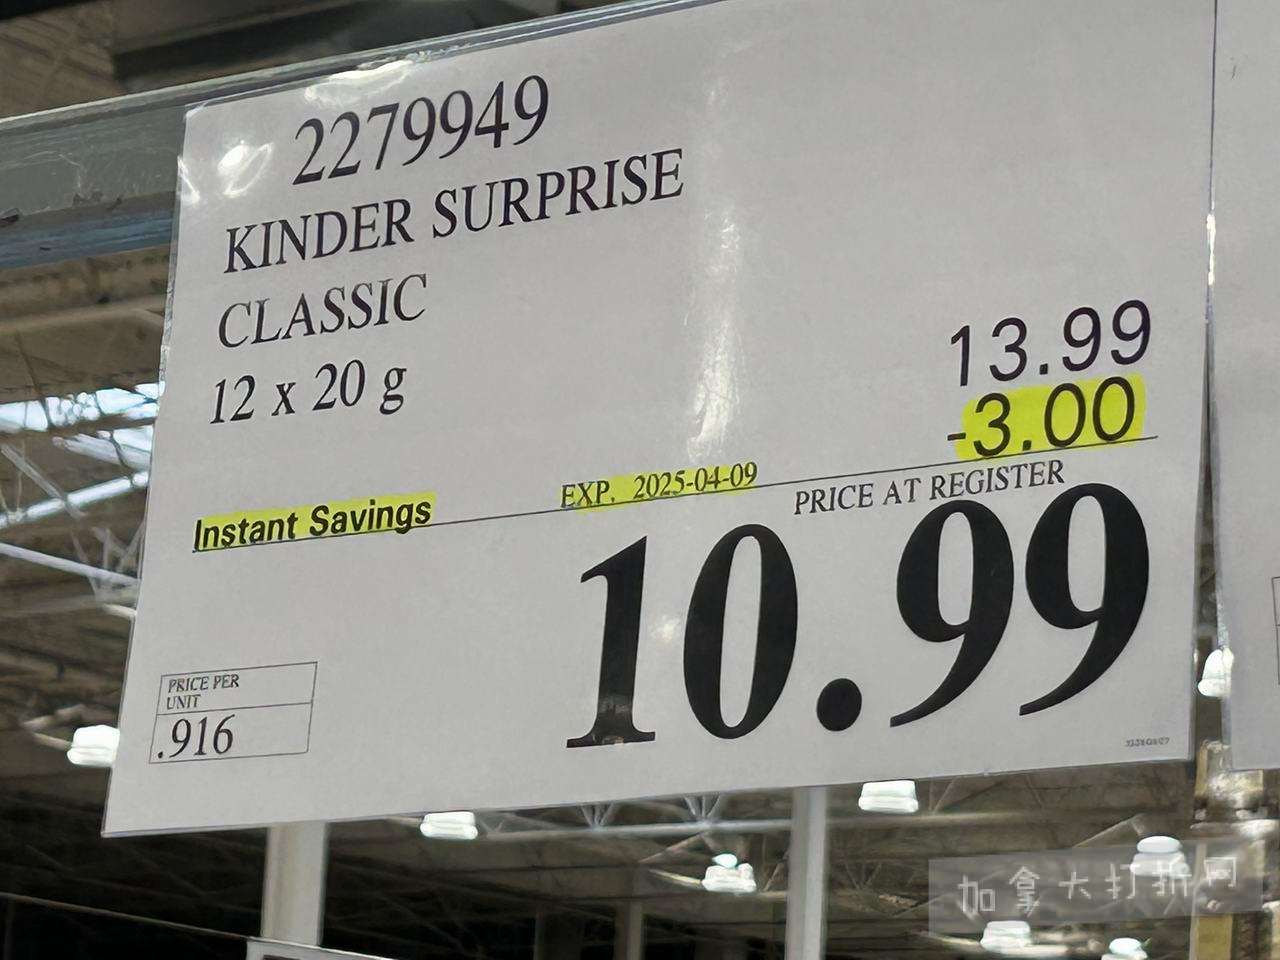 2279949
KINDER SURPRISE
CLASSIC
12 x 20 g
13.99
-3.00
Instant Savings
EXP. 2025-04-09
PRICE AT REGISTER
10.99
PRICE PER
UNIT
.916
加拿大打折网